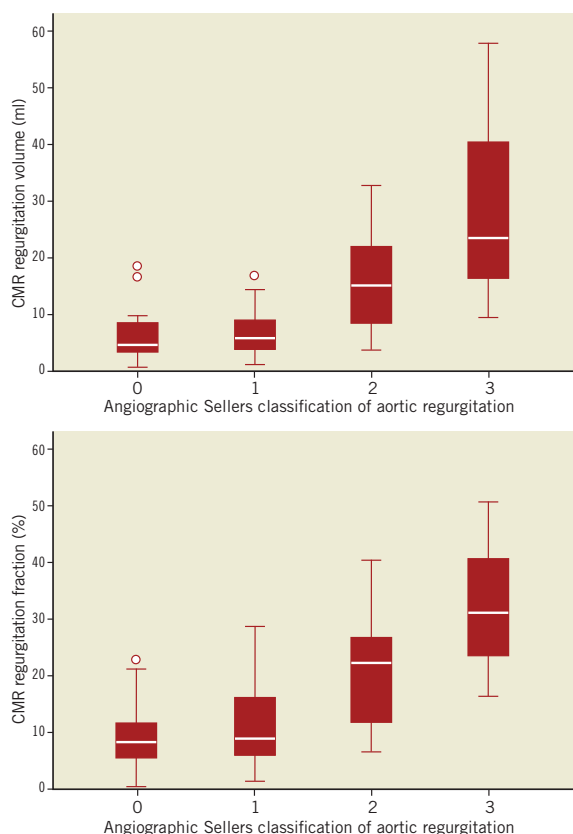 CMR regurgitation volume (ml)
60
50
40
30
20
10
0
0 1 2 3
Angiographic Sellers classification of aortic regurgitation
CMR regurgitation fraction (%)
60
50
40
30
20
10
0
0 1 2 3
Angiographic Sellers classification of aortic regurgitation